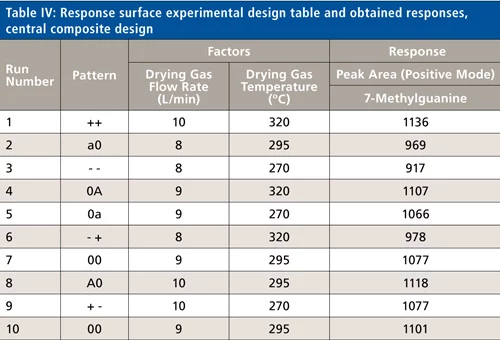 Table IV: Response surface experimental design table and obtained responses,
central composite design
Run Number Pattern Factors Response
Drying Gas Flow Rate (L/min) Drying Gas Temperature (ºC) Peak Area (Positive Mode)
7-Methylguanine
1 ++ 10 320 1136
2 a0 8 295 969
3 - - 8 270 917
4 0A 9 320 1107
5 0a 9 270 1066
6 - + 8 320 978
7 00 9 295 1077
8 A0 10 295 1118
9 + - 10 270 1077
10 00 9 295 1101